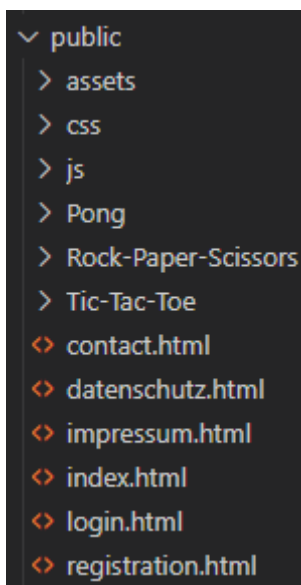 public
assets
css
js
Pong
Rock-Paper-Scissors
Tic-Tac-Toe
contact.html
datenschutz.html
impressum.html
index.html
login.html
registration.html